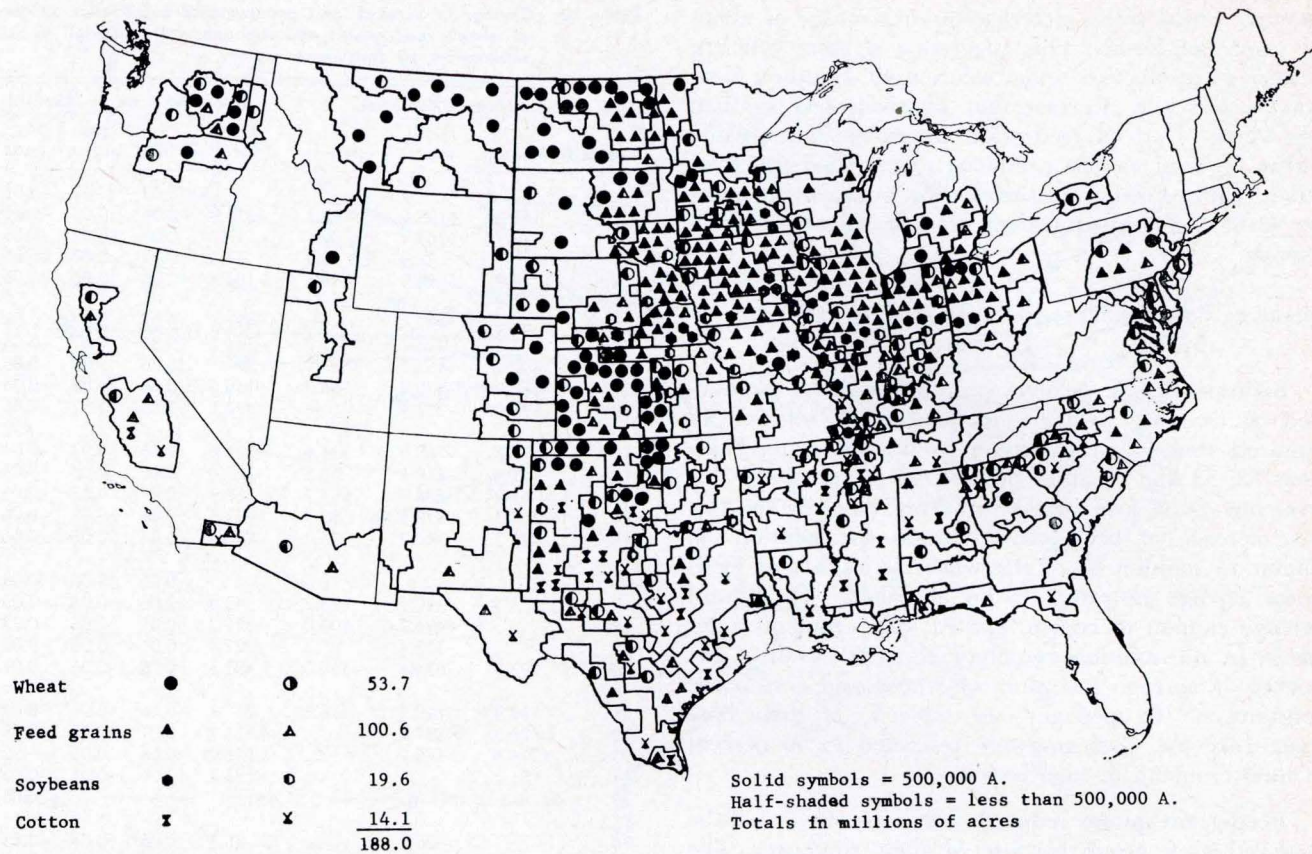 Wheat 53.7
Feed grains 100.6
Soybeans 19.6
Cotton 14.1
188.0
Solid symbols = 500,000 A.
Half-shaded symbols = less than 500,000 A.
Totals in millions of acres